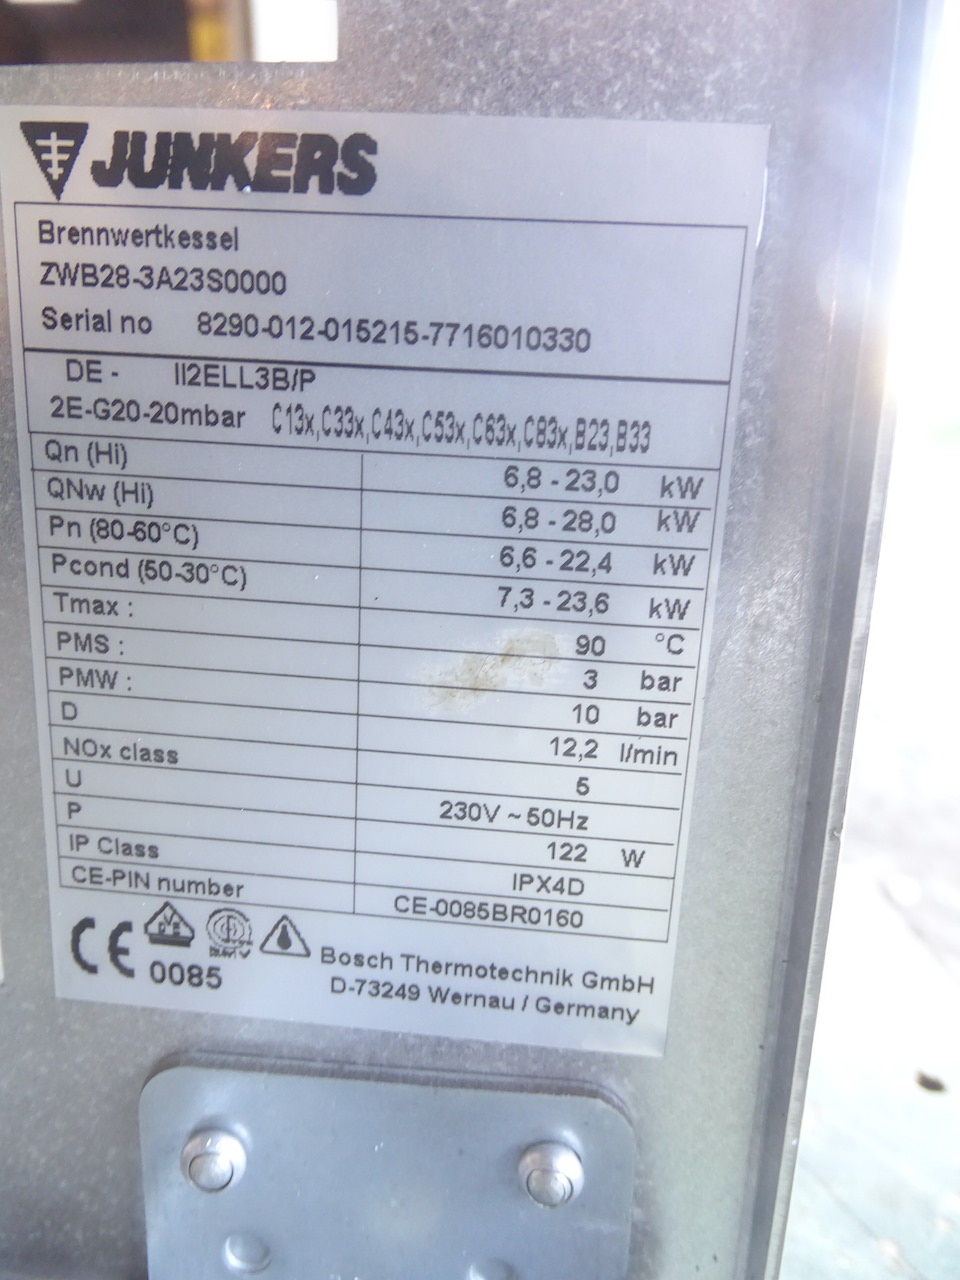 JUNKERS
Brennwertkessel
ZWB28-3A23S0000
Serial no 8290-012-015215-7716010330
DE - II2ELL3B/P
2E-G20-20mbar C13x,C33x,C43x,C53x,C63x,C83x,B23,B33
Qn (Hi) 6,8 - 23,0 kW
QNw (Hi) 6,8 - 28,0 kW
Pn (80-60°C) 6,6 - 22,4 kW
Pcond (50-30°C) 7,3 - 23,6 kW
Tmax : 90 °C
PMS : 3 bar
PMW : 10 bar
D 12,2 l/min
NOx class 5
U 230V ~ 50Hz
P 122 W
IP Class IPX4D
CE-PIN number CE-0085BR0160
CE 0085
Bosch Thermotechnik GmbH
D-73249 Wernau / Germany